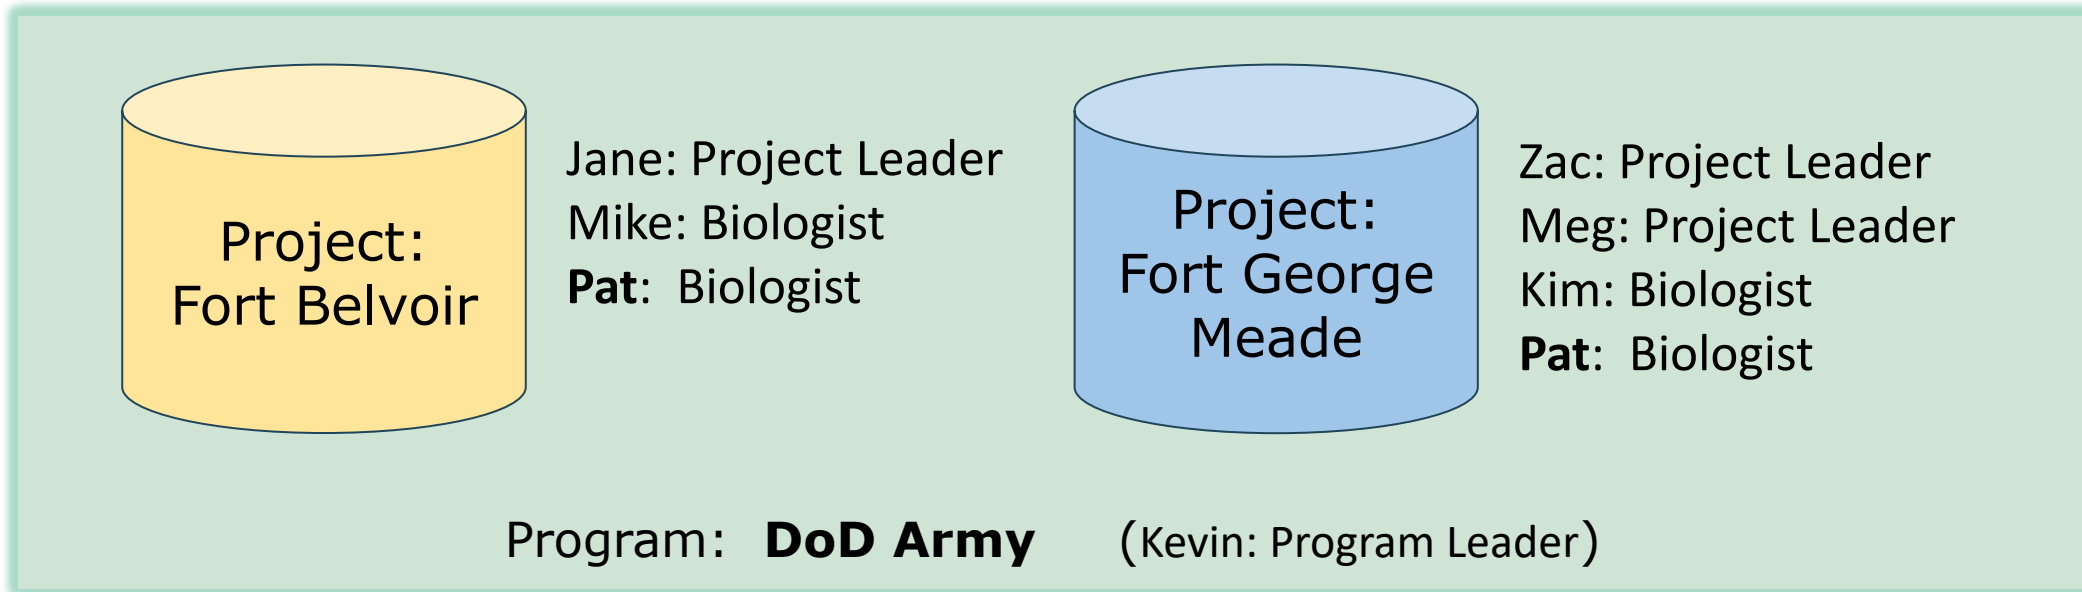 Project:
Fort Belvoir
Jane: Project Leader
Mike: Biologist
Pat:  Biologist
Project:
Fort George
Meade
Zac: Project Leader
Meg: Project Leader
Kim: Biologist
Pat:  Biologist
Program:  DoD Army    (Kevin: Program Leader)